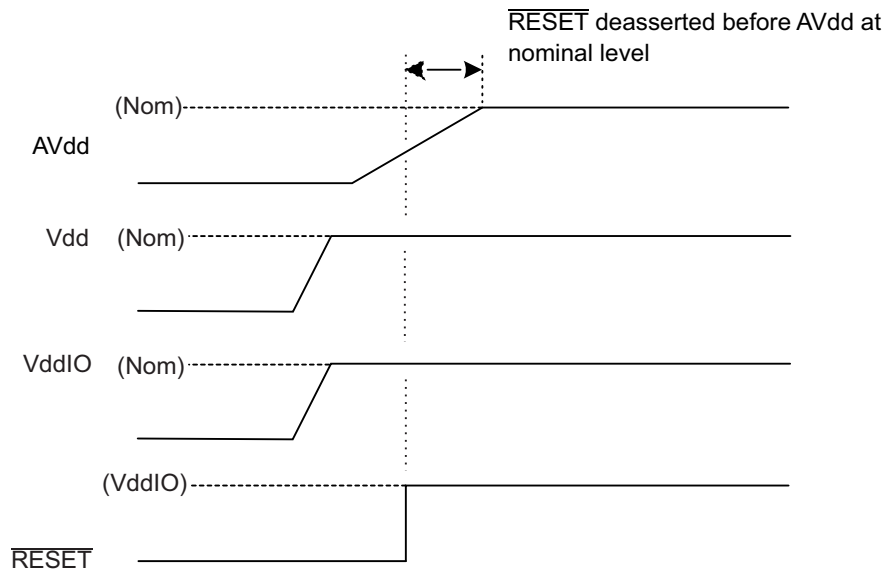 RESET deasserted before AVdd at
nominal level
(Nom)
AVdd
Vdd (Nom)
VddIO (Nom)
(VddIO)
RESET